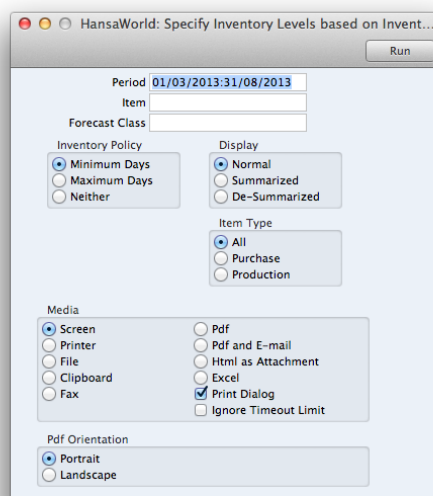 HansaWorld: Specify Inventory Levels based on Invent...
Run
Period 01/03/2013:31/08/2013
Item
Forecast Class
Inventory Policy
Minimum Days
Maximum Days
Neither
Display
Normal
Summarized
De-Summarized
Item Type
All
Purchase
Production
Media
Screen
Printer
File
Clipboard
Fax
Pdf
Pdf and E-mail
Html as Attachment
Excel
Print Dialog
Ignore Timeout Limit
Pdf Orientation
Portrait
Landscape